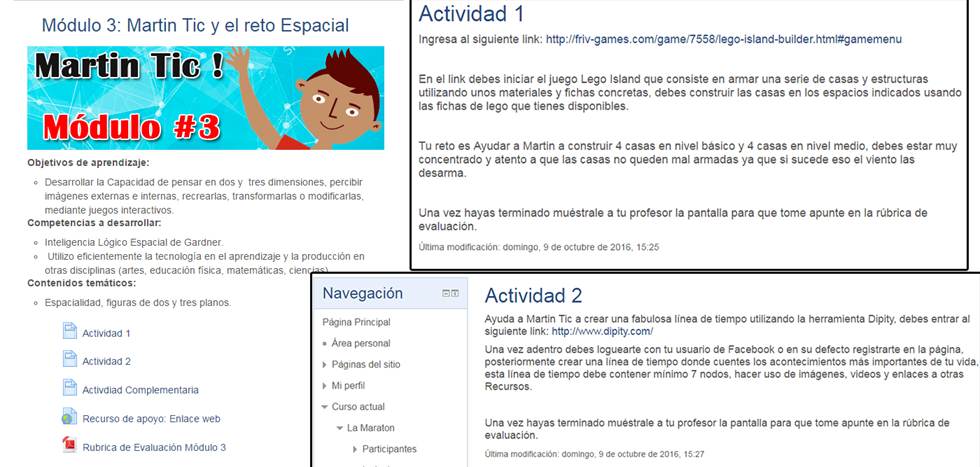 Módulo 3: Martin Tic y el reto Espacial
Martin Tic !
Módulo #3
Objetivos de aprendizaje:
Desarrollar la Capacidad de pensar en dos y tres dimensiones, percibir
imágenes externas e internas, recrearlas, transformarlas o modificarlas,
mediante juegos interactivos.
Competencias a desarrollar:
Inteligencia Lógico Espacial de Gardner.
Utilizo eficientemente la tecnología en el aprendizaje y la producción en
otras disciplinas (artes, educación física, matemáticas, ciencias)
Contenidos temáticos:
Espacialidad, figuras de dos y tres planos.
Actividad 1
Actividad 2
Activdiad Complementaria
Recurso de apoyo: Enlace web
Rubrica de Evaluación Módulo 3
Actividad 1
Ingresa al siguiente link: http://friv-games.com/game/7558/lego-island-builder.html#gamemenu
En el link debes iniciar el juego Lego Island que consiste en armar una serie de casas y estructuras
utilizando unos materiales y fichas concretas, debes construir las casas en los espacios indicados usando
las fichas de lego que tienes disponibles.
Tu reto es Ayudar a Martin a construir 4 casas en nivel básico y 4 casas en nivel medio, debes estar muy
concentrado y atento a que las casas no queden mal armadas ya que si sucede eso el viento las
desarma.
Una vez hayas terminado muéstrale a tu profesor la pantalla para que tome apunte en la rúbrica de
evaluación.
Última modificación: domingo, 9 de octubre de 2016, 15:25
Navegación
Página Principal
Área personal
Páginas del sitio
Mi perfil
Curso actual
La Maraton
Participantes
Actividad 2
Ayuda a Martin Tic a crear una fabulosa línea de tiempo utilizando la herramienta Dipity, debes entrar al
siguiente link: http://www.dipity.com/
Una vez adentro debes loguearte con tu usuario de Facebook o en su defecto registrarte en la página,
posteriormente crear una línea de tiempo donde cuentes los acontecimientos más importantes de tu vida,
esta línea de tiempo debe contener mínimo 7 nodos, hacer uso de imágenes, videos y enlaces a otras
Recursos.
Una vez hayas terminado muéstrale a tu profesor la pantalla para que tome apunte en la rúbrica de
evaluación.
Última modificación: domingo, 9 de octubre de 2016, 15:27